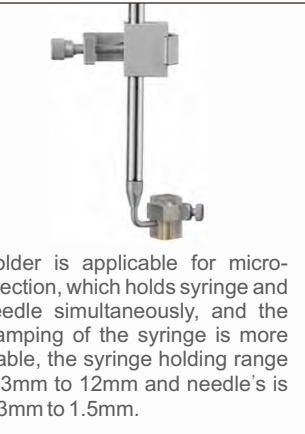 older is applicable for micro-
ection, which holds syringe and
eedle simultaneously, and the
amping of the syringe is more
able, the syringe holding range
3mm to 12mm and needle's is
3mm to 1.5mm.